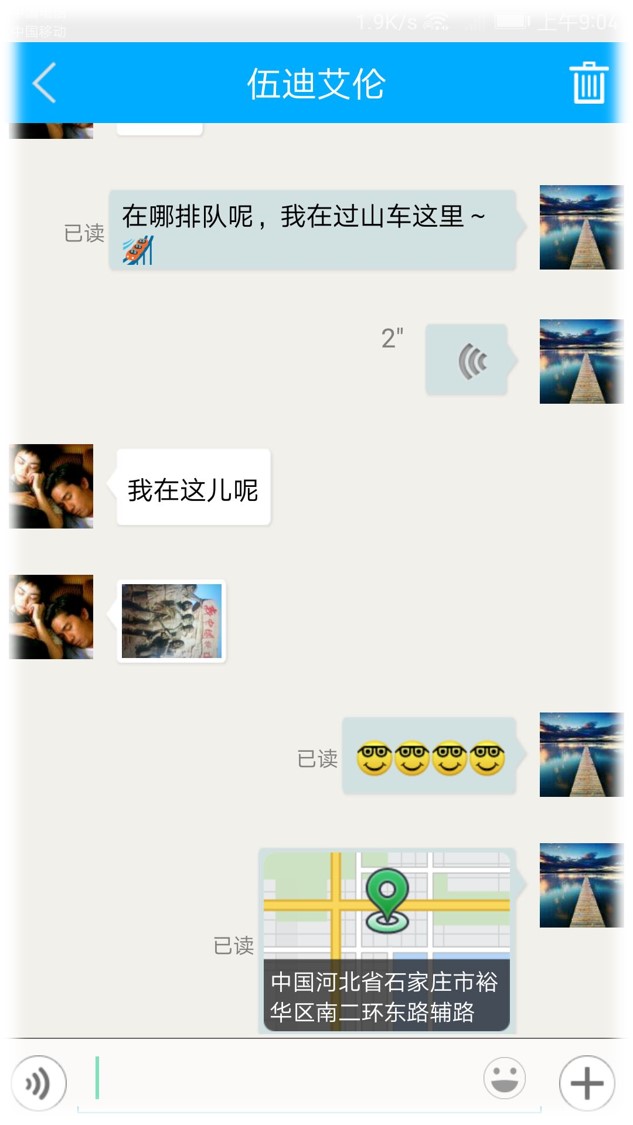 中国移动
1.9K/s
上午9:04
伍迪艾伦
在哪排队呢，我在过山车这里～
已读
2"
我在这儿呢
已读
已读
中国河北省石家庄市裕
华区南二环东路辅路